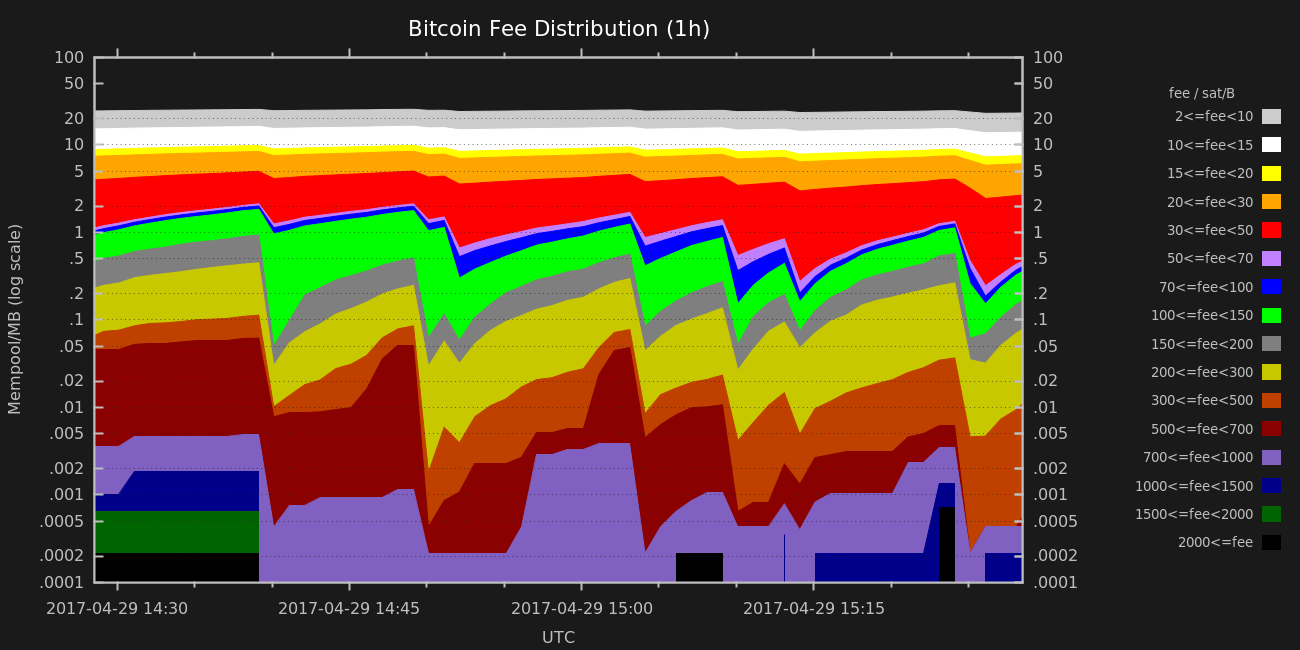 Bitcoin Fee Distribution (1h)
100
50
20
10
5
2
1
.5
.2
.1
.05
.02
.01
.005
.002
.001
.0005
.0002
.0001
Mempool/MB (log scale)
100
50
20
10
5
2
1
.5
.2
.1
.05
.02
.01
.005
.002
.001
.0005
.0002
.0001
2017-04-29 14:30
2017-04-29 14:45
2017-04-29 15:00
2017-04-29 15:15
UTC
fee / sat/B
2<=fee<10
10<=fee<15
15<=fee<20
20<=fee<30
30<=fee<50
50<=fee<70
70<=fee<100
100<=fee<150
150<=fee<200
200<=fee<300
300<=fee<500
500<=fee<700
700<=fee<1000
1000<=fee<1500
1500<=fee<2000
2000<=fee